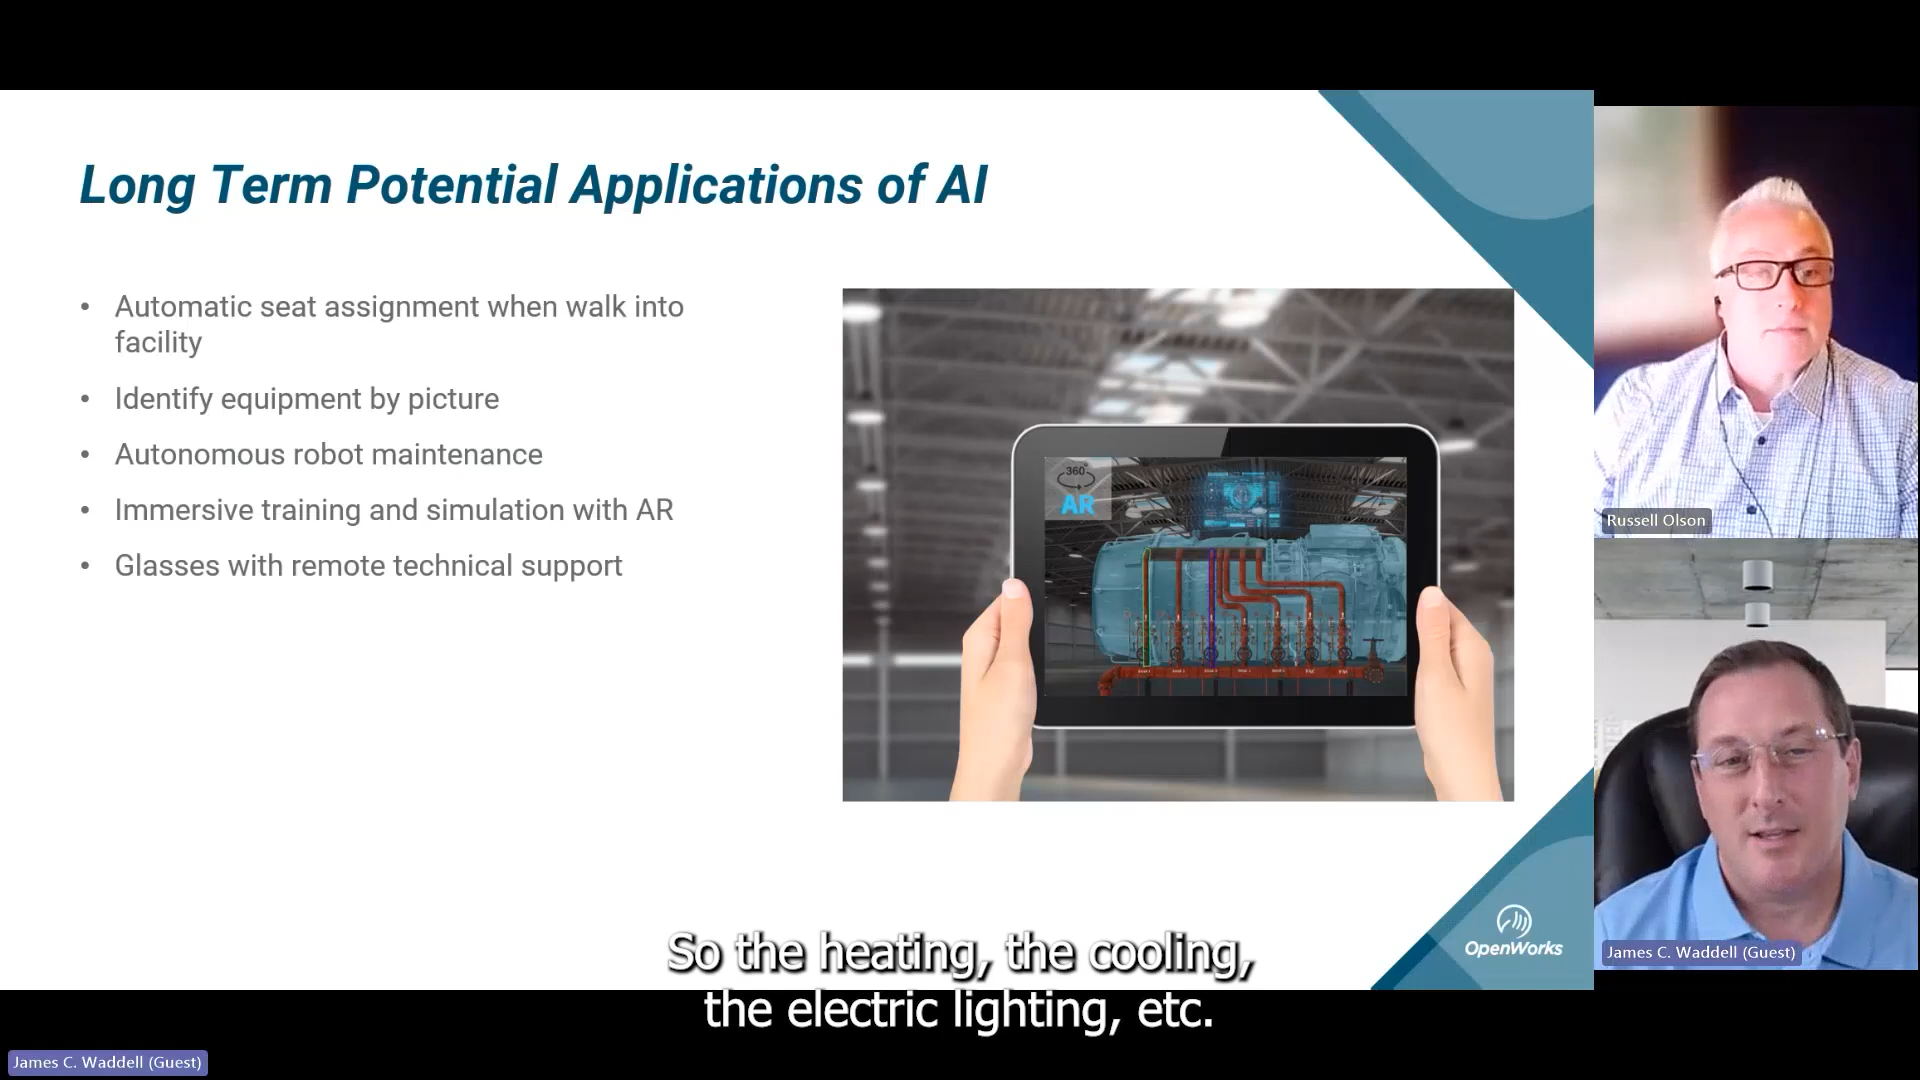 Long Term Potential Applications of AI
• Automatic seat assignment when walk into
facility
• Identify equipment by picture
• Autonomous robot maintenance
• Immersive training and simulation with AR
• Glasses with remote technical support
360°
AR
OpenWorks
Russell Olson
James C. Waddell (Guest)
So the heating, the cooling,
the electric lighting, etc.
James C. Waddell (Guest)